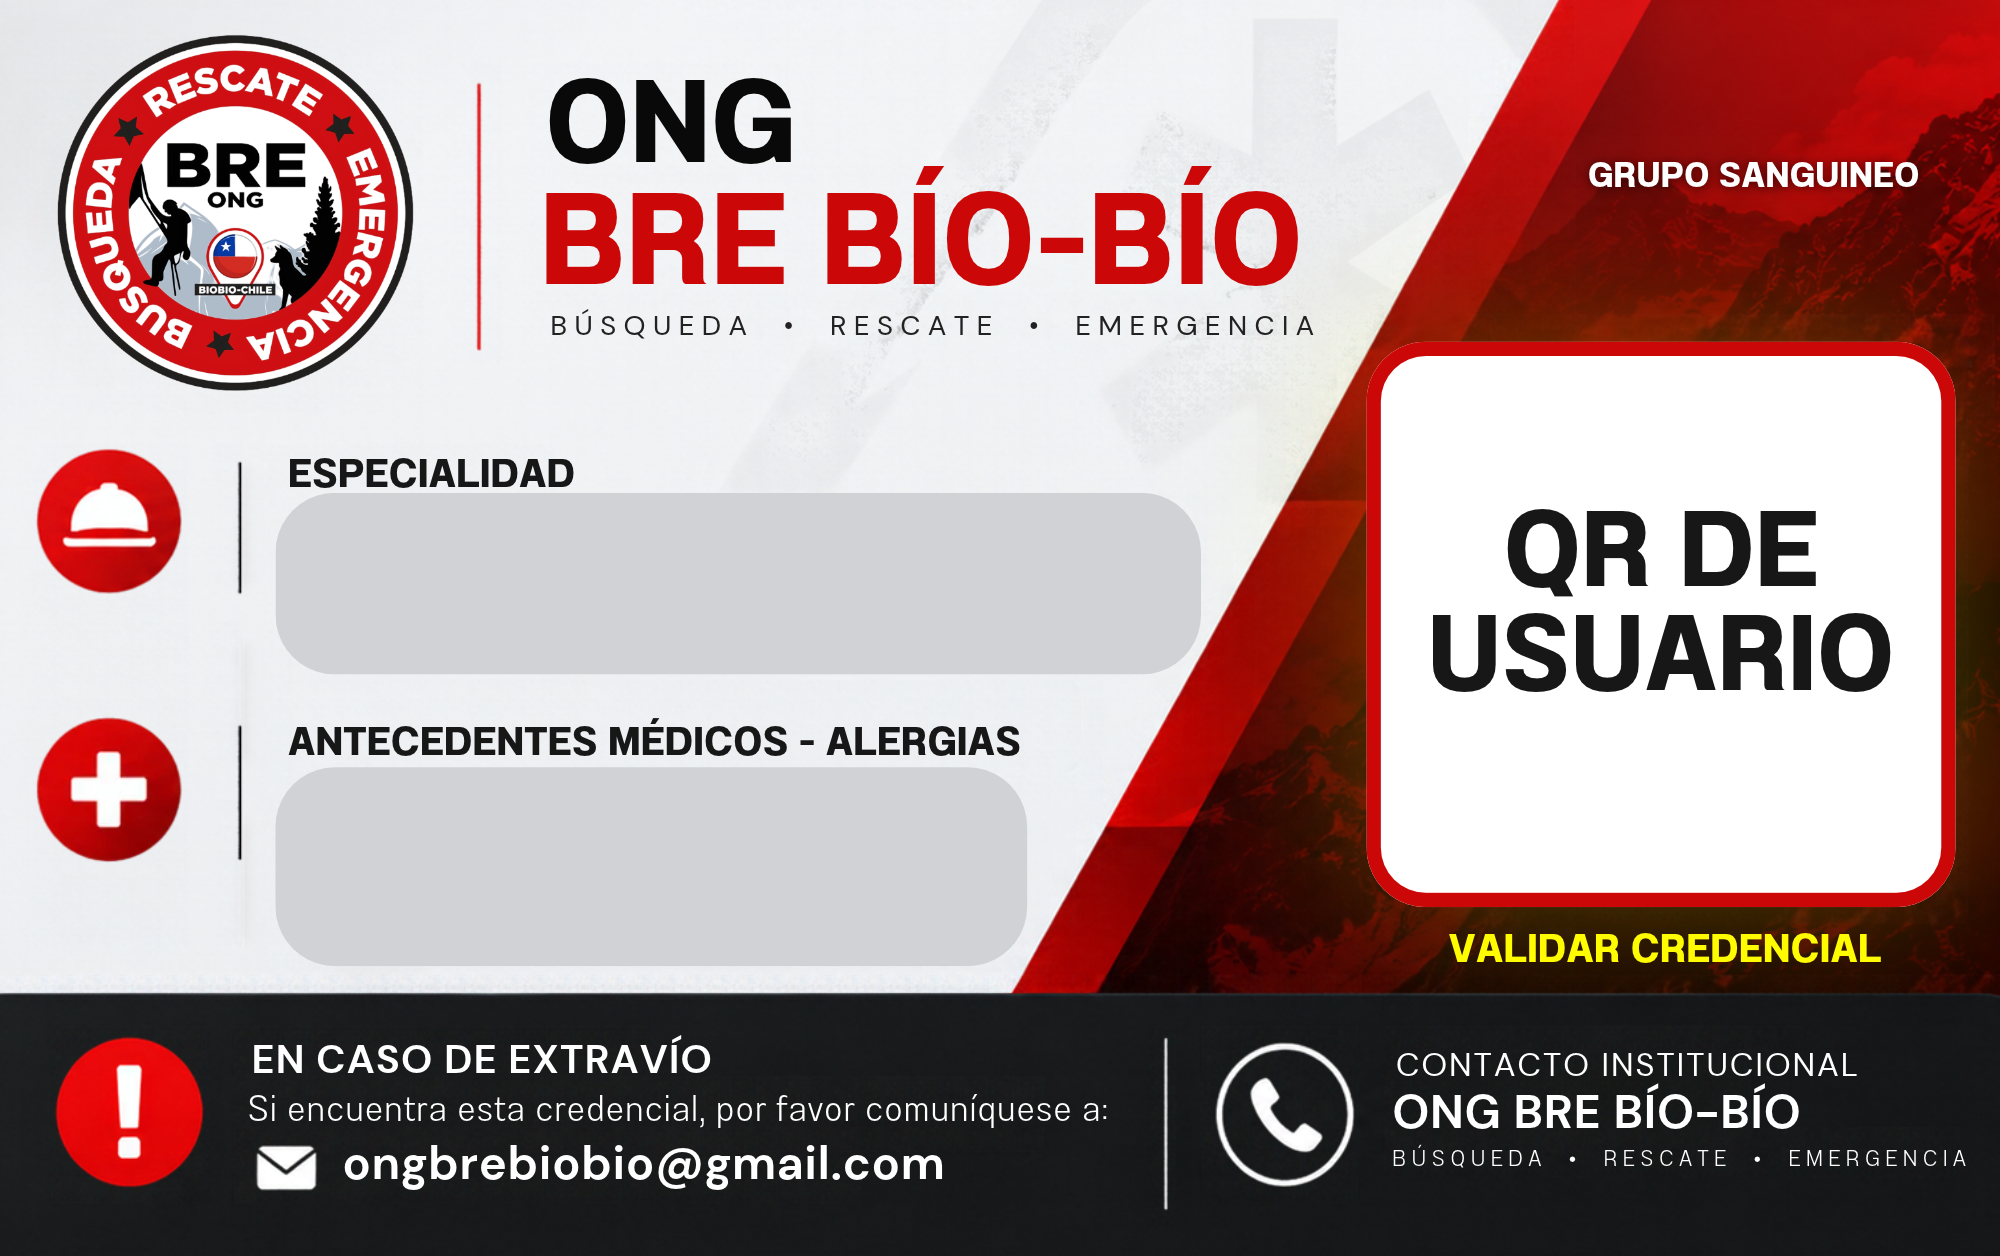 RESCATE
EMERGENCIA
BUSQUEDA
BRE
ONG
BIOBIO-CHILE
ONG
BRE BÍO-BÍO
BÚSQUEDA • RESCATE • EMERGENCIA
GRUPO SANGUINEO
ESPECIALIDAD
QR DE
USUARIO
ANTECEDENTES MÉDICOS - ALERGIAS
VALIDAR CREDENCIAL
EN CASO DE EXTRAVÍO
Si encuentra esta credencial, por favor comuníquese a:
ongbrebiobio@gmail.com
CONTACTO INSTITUCIONAL
ONG BRE BÍO-BÍO
BÚSQUEDA • RESCATE • EMERGENCIA